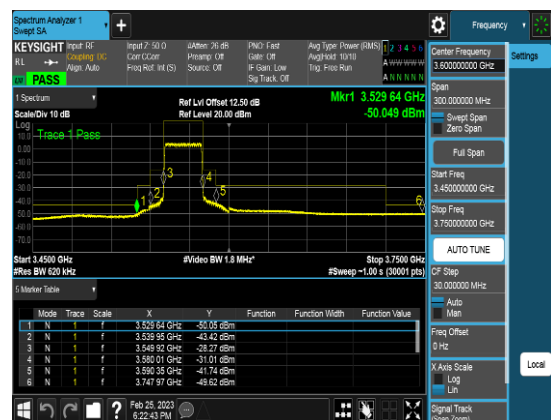 Spectrum Analyzer 1
Swept SA
Frequency
KEYSIGHT
Input: RF
Coupling: DC
Align: Auto
Input Z: 50 Ω
Corr CCorr
Freq Ref: Int (S)
#Atten: 26 dB
Preamp: Off
Source: Off
PNO: Fast
Gate: Off
IF Gain: Low
Sig Track: Off
Avg Type: Power (RMS)
Avg|Hold: 10/10
Trig: Free Run
1 2 3 4 5 6
A W W W W W
A N N N N N
RL
PASS
1 Spectrum
Scale/Div 10 dB
Ref Lvl Offset 12.50 dB
Ref Level 20.00 dBm
Mkr1 3.529 64 GHz
-50.049 dBm
Log
Trace 1 Pass
10.0
0.00
-10.0
-20.0
-30.0
-40.0
-50.0
-60.0
-70.0
1
2
3
4
5
6
Start 3.4500 GHz
#Res BW 620 kHz
#Video BW 1.8 MHz*
Stop 3.7500 GHz
#Sweep ~1.00 s (30001 pts)
5 Marker Table
Mode Trace Scale X Y Function Function Width Function Value
1 N 1 f 3.529 64 GHz -50.05 dBm
2 N 1 f 3.539 95 GHz -43.42 dBm
3 N 1 f 3.549 92 GHz -28.27 dBm
4 N 1 f 3.580 01 GHz -31.01 dBm
5 N 1 f 3.590 35 GHz -41.74 dBm
6 N 1 f 3.747 97 GHz -49.62 dBm
Feb 25, 2023
6:22:43 PM
Center Frequency
3.600000000 GHz
Settings
Span
300.000000 MHz
Swept Span
Zero Span
Full Span
Start Freq
3.450000000 GHz
Stop Freq
3.750000000 GHz
AUTO TUNE
CF Step
30.000000 MHz
Auto
Man
Freq Offset
0 Hz
X Axis Scale
Log
Lin
Local
Signal Track
(Span Zoom)